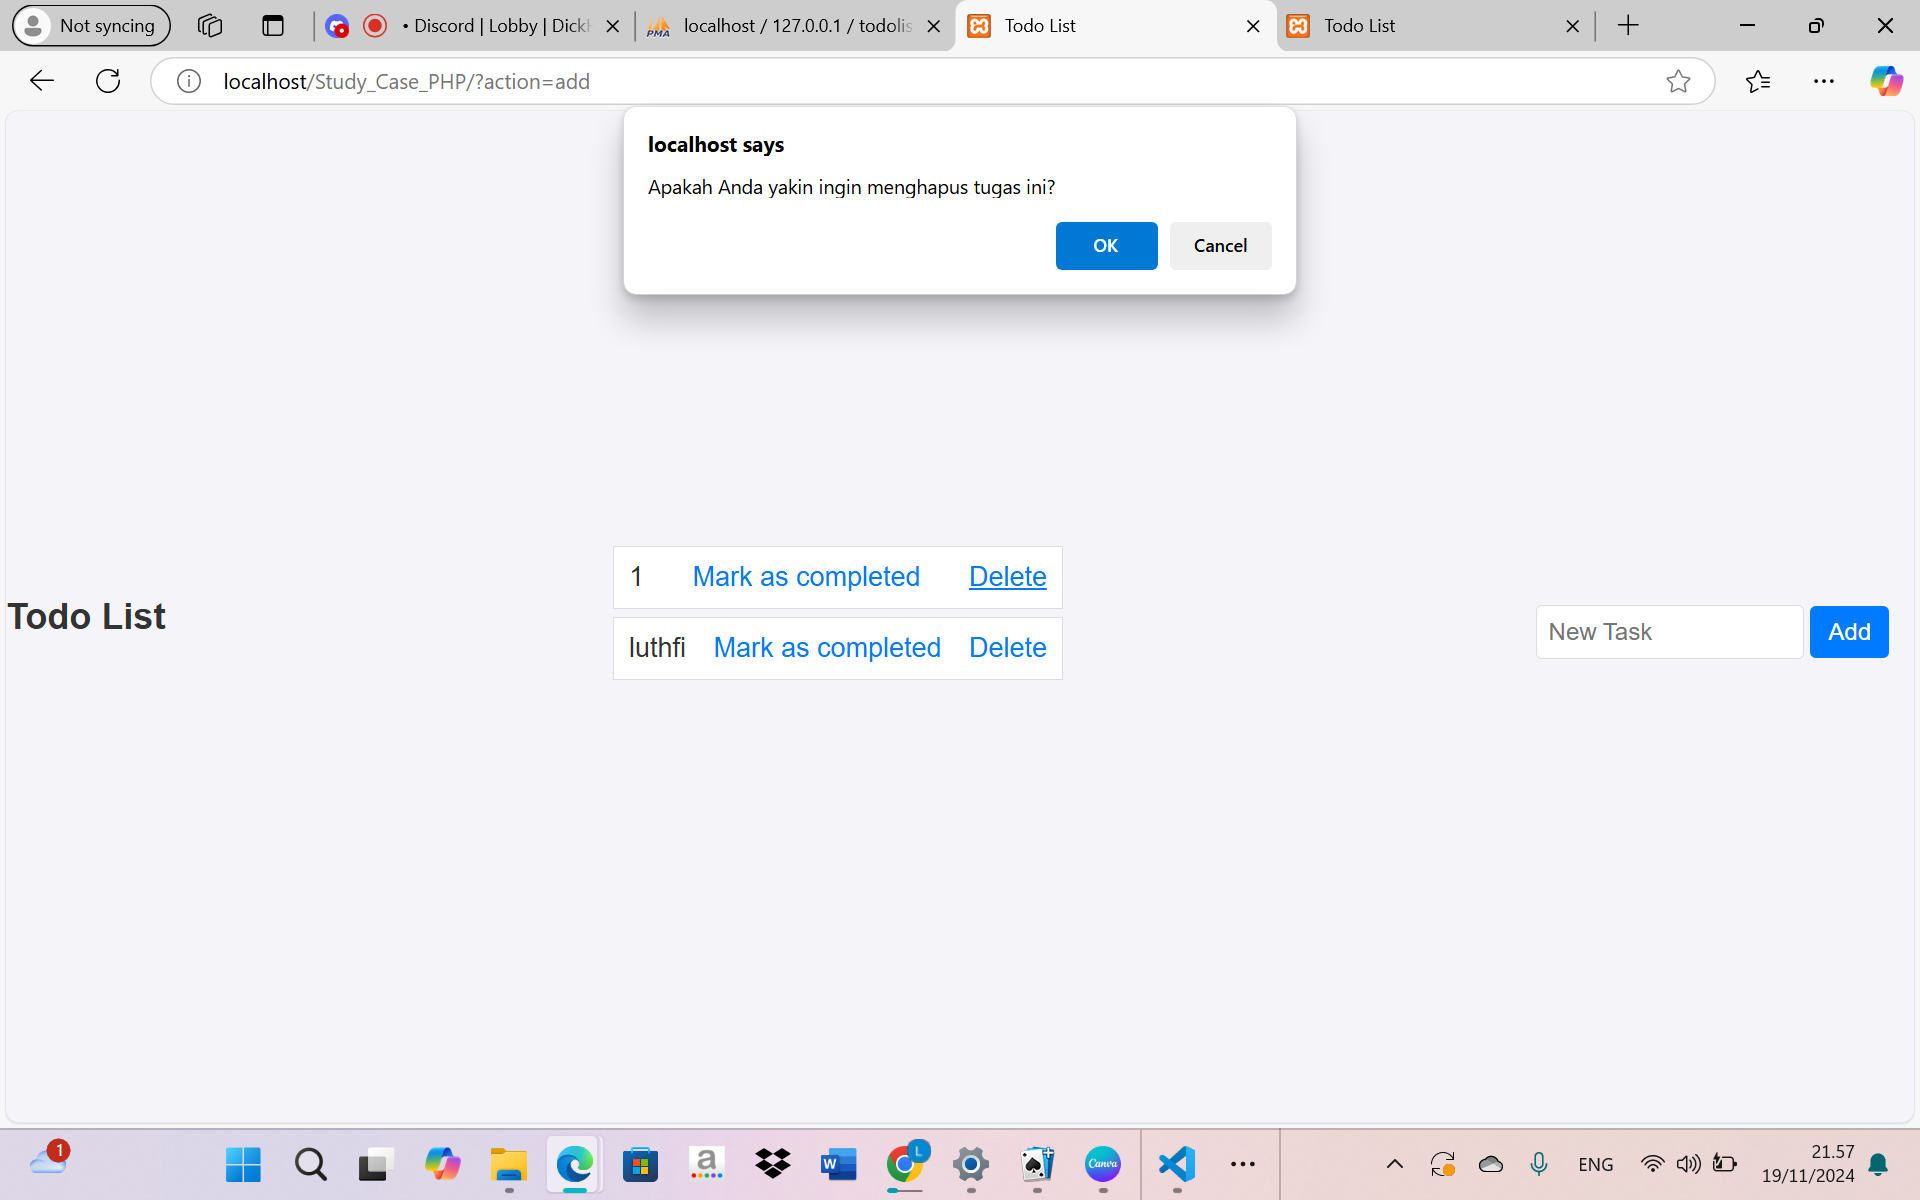 Not syncing
• Discord | Lobby | Dick
PMA localhost / 127.0.0.1 / todolis
Todo List
Todo List
localhost/Study_Case_PHP/?action=add
localhost says
Apakah Anda yakin ingin menghapus tugas ini?
OK Cancel
Todo List
1 Mark as completed Delete
luthfi Mark as completed Delete
New Task Add
1
a
W
L
Canva
ENG
21.57
19/11/2024